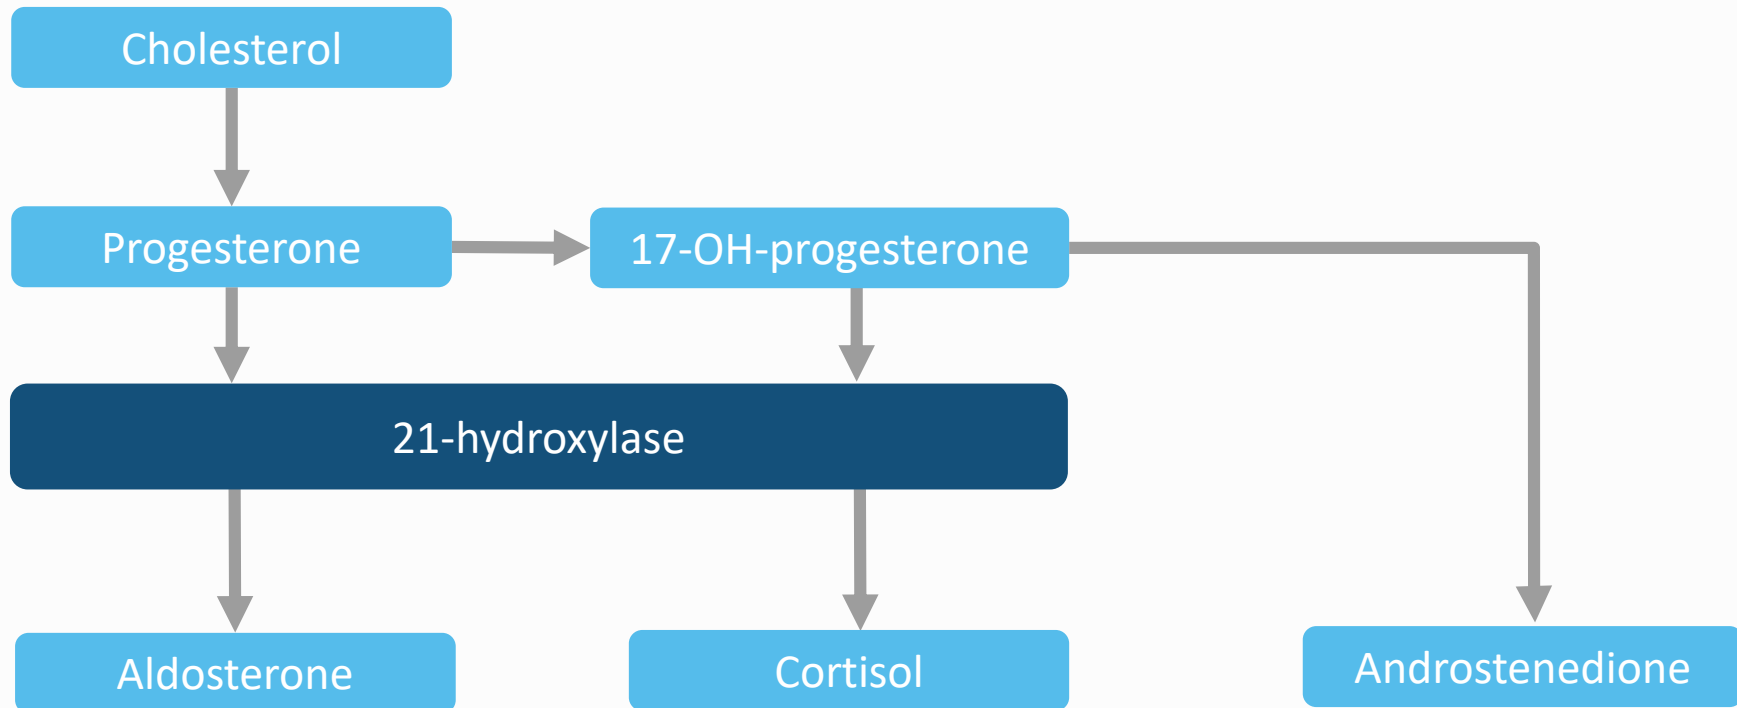 Cholesterol
Progesterone
17-OH-progesterone
21-hydroxylase
Aldosterone
Cortisol
Androstenedione